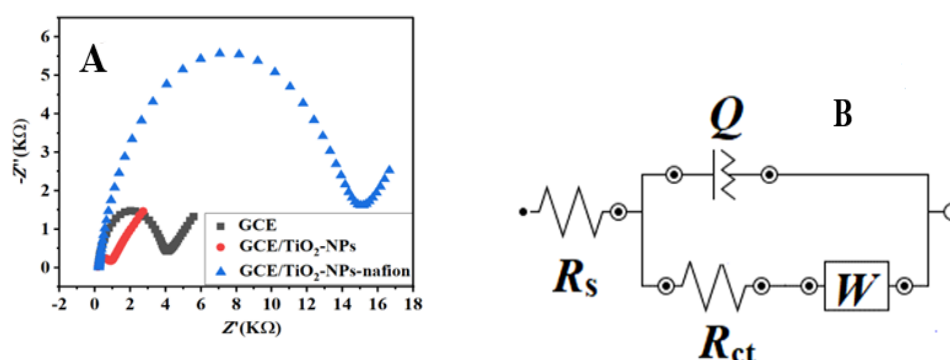 A
-Z''(KΩ)
6
5
4
3
2
1
0
-2 0 2 4 6 8 10 12 14 16 18
Z'(KΩ)
GCE
GCE/TiO₂-NPs
GCE/TiO₂-NPs-nafion
B
Q
Rs
Rct
W